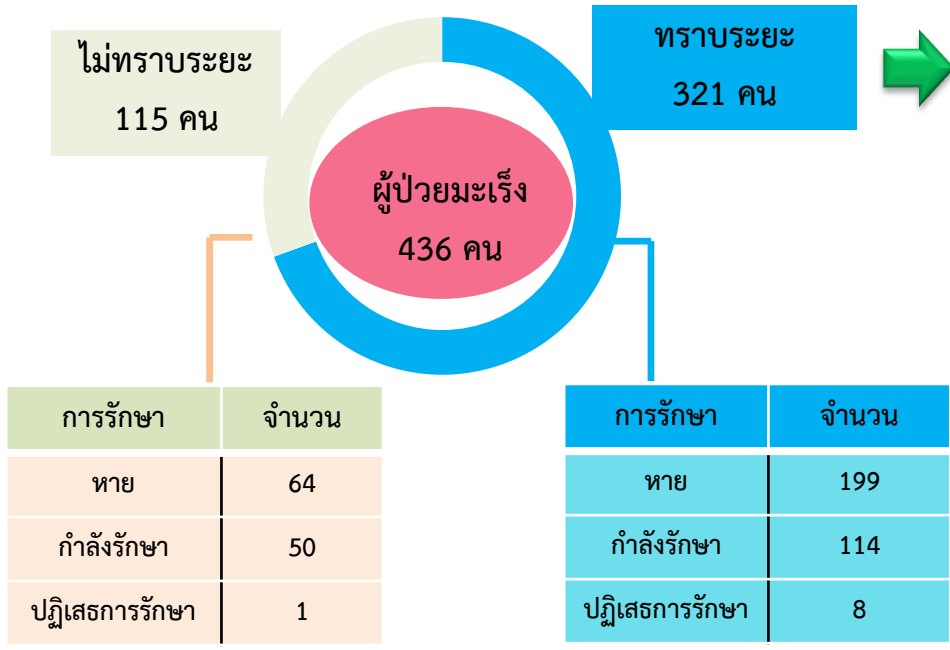 ไม่ทราบระยะ
115 คน
ทราบระยะ
321 คน
ผู้ป่วยมะเร็ง
436 คน
การรักษา จำนวน
หาย 64
กำลังรักษา 50
ปฏิเสธการรักษา 1
การรักษา จำนวน
หาย 199
กำลังรักษา 114
ปฏิเสธการรักษา 8